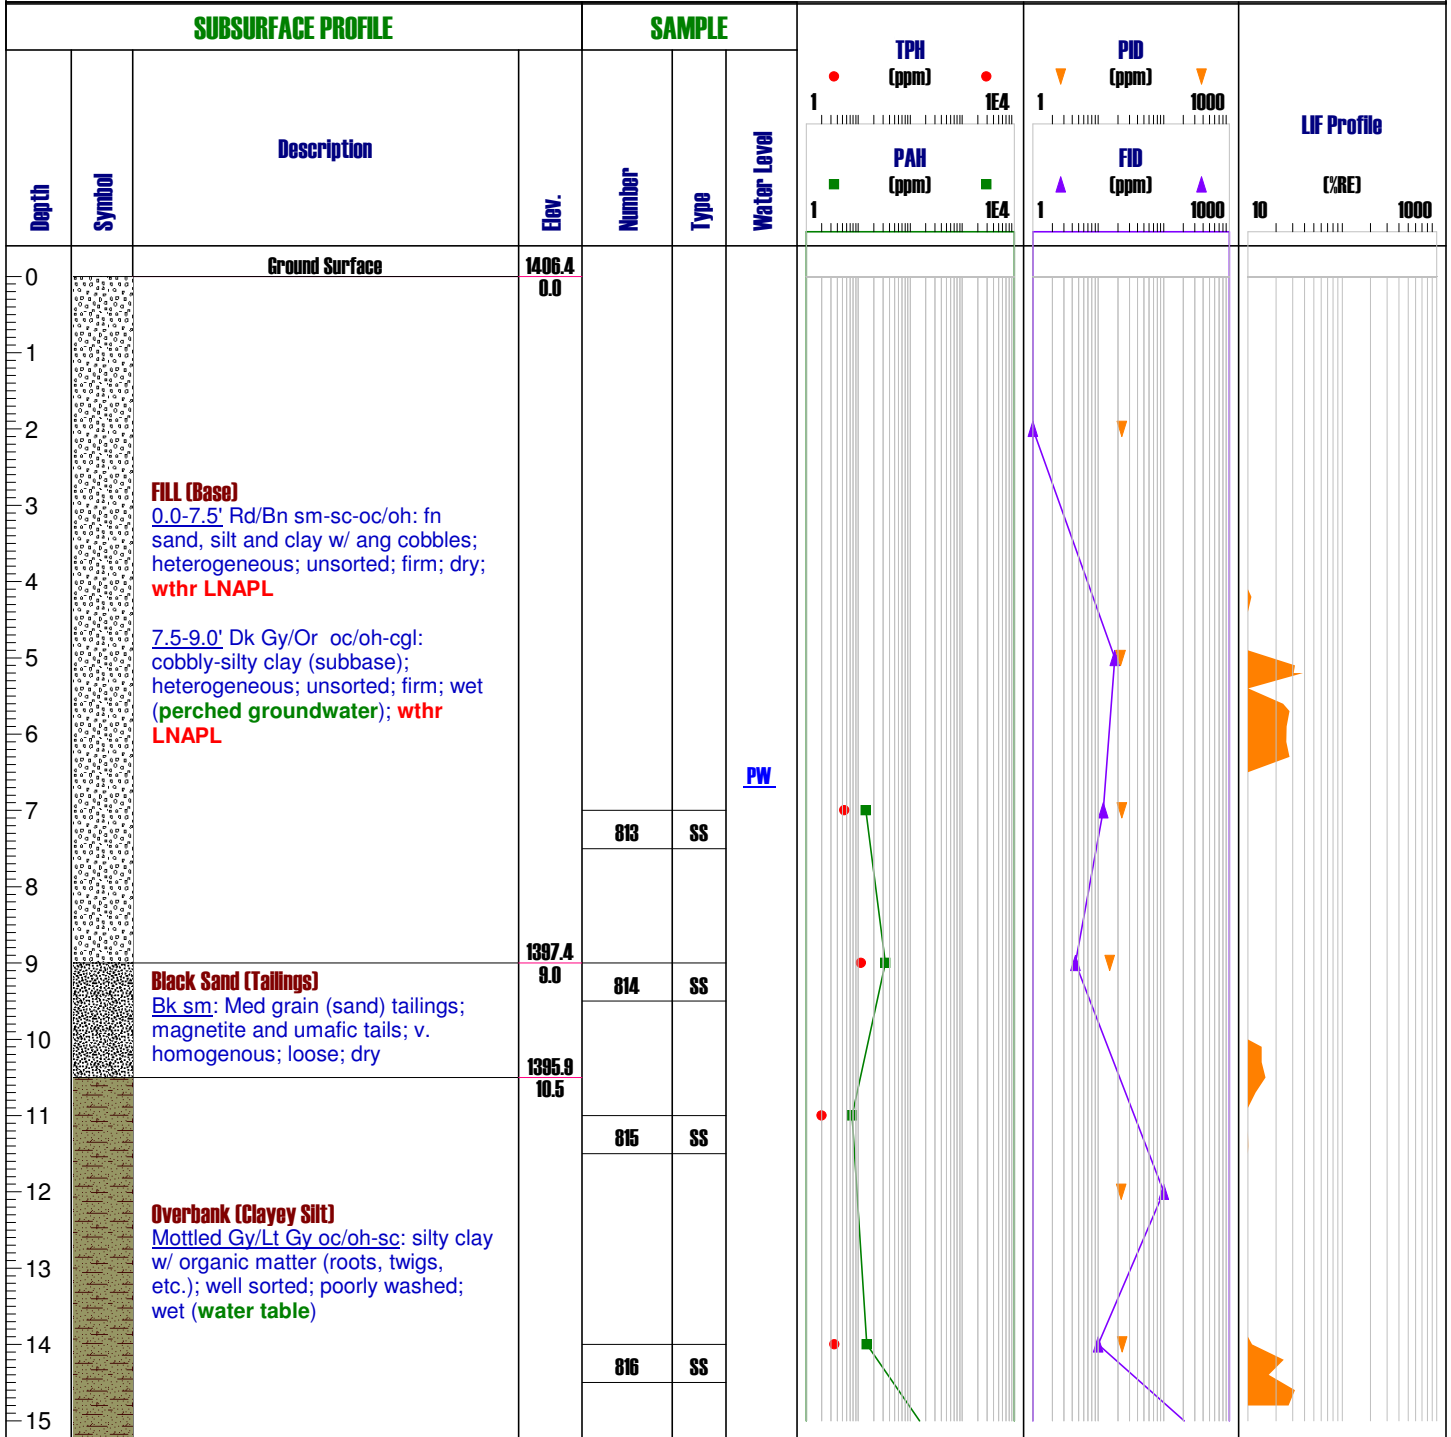 SUBSURFACE PROFILE
SAMPLE
Depth
Symbol
Description
Elev.
Number
Type
Water Level
TPH
(ppm)
1 1E4
PAH
(ppm)
1 1E4
PID
(ppm)
1 1000
FID
(ppm)
1 1000
LIF Profile
(%RE)
10 1000
0
Ground Surface
1406.4
0.0
1
2
3
4
5
6
7
8
9
10
11
12
13
14
15
FILL (Base)
0.0-7.5' Rd/Bn sm-sc-oc/oh: fn
sand, silt and clay w/ ang cobbles;
heterogeneous; unsorted; firm; dry;
wthr LNAPL
7.5-9.0' Dk Gy/Or oc/oh-cgl:
cobbly-silty clay (subbase);
heterogeneous; unsorted; firm; wet
(perched groundwater); wthr
LNAPL
PW
813 SS
1397.4
9.0
Black Sand (Tailings)
Bk sm: Med grain (sand) tailings;
magnetite and umafic tails; v.
homogenous; loose; dry
814 SS
1395.9
10.5
815 SS
Overbank (Clayey Silt)
Mottled Gy/Lt Gy oc/oh-sc: silty clay
w/ organic matter (roots, twigs,
etc.); well sorted; poorly washed;
wet (water table)
816 SS